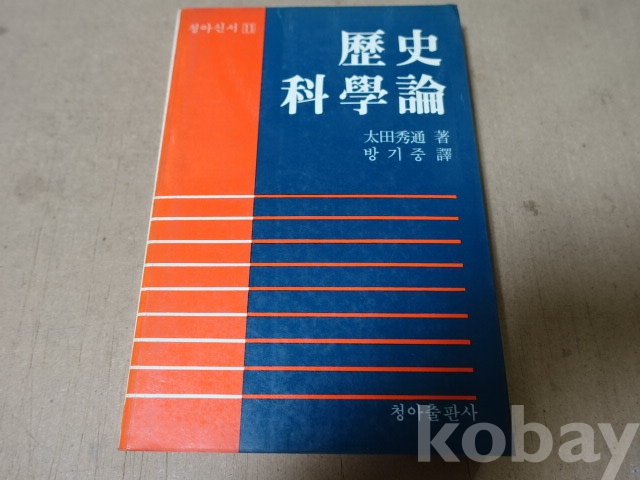 청아신서 11
歷史
科學論
太田秀通 著
방기중 譯
청아출판사
kobay